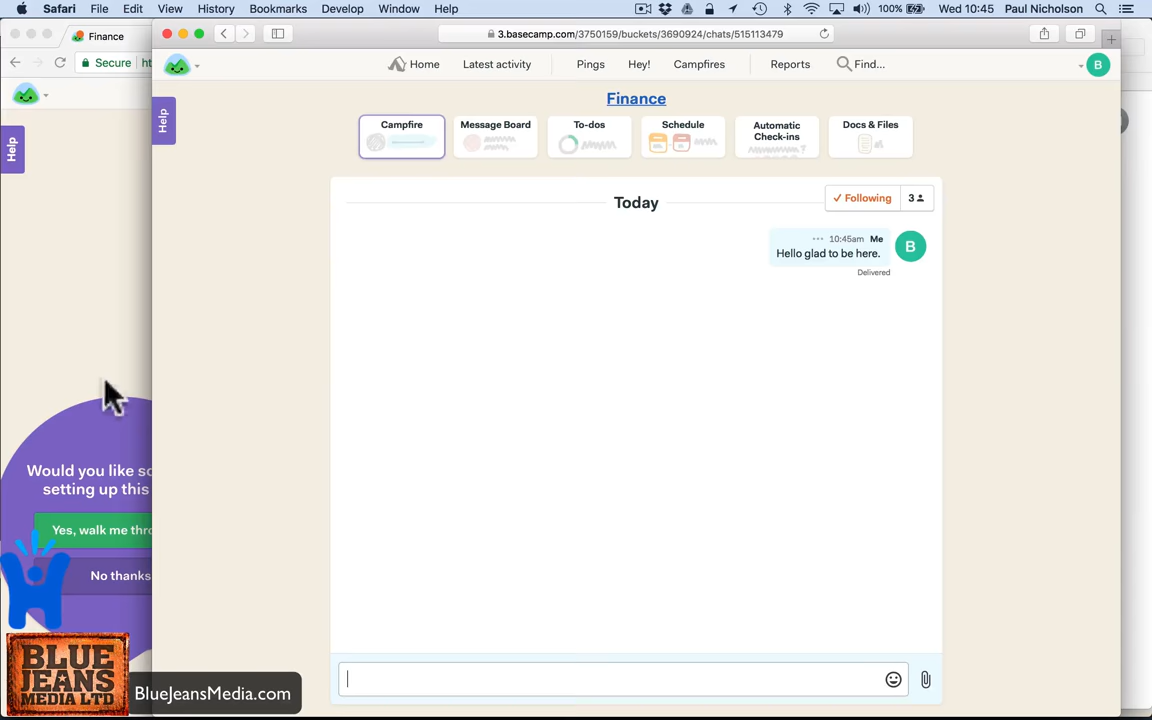 Safari File Edit View History Bookmarks Develop Window Help 100% Wed 10:45 Paul Nicholson
Finance
3.basecamp.com/3750159/buckets/3690924/chats/515113479
Secure
Home Latest activity Pings Hey! Campfires Reports Find... B
Help
Help
Finance
Campfire Message Board To-dos Schedule Automatic Check-ins Docs & Files
Today
✓ Following 3
10:45am Me
Hello glad to be here.
B
Delivered
Would you like
setting up this
Yes, walk me
No thanks
BLUE
JEANS
MEDIA LTD
BlueJeansMedia.com